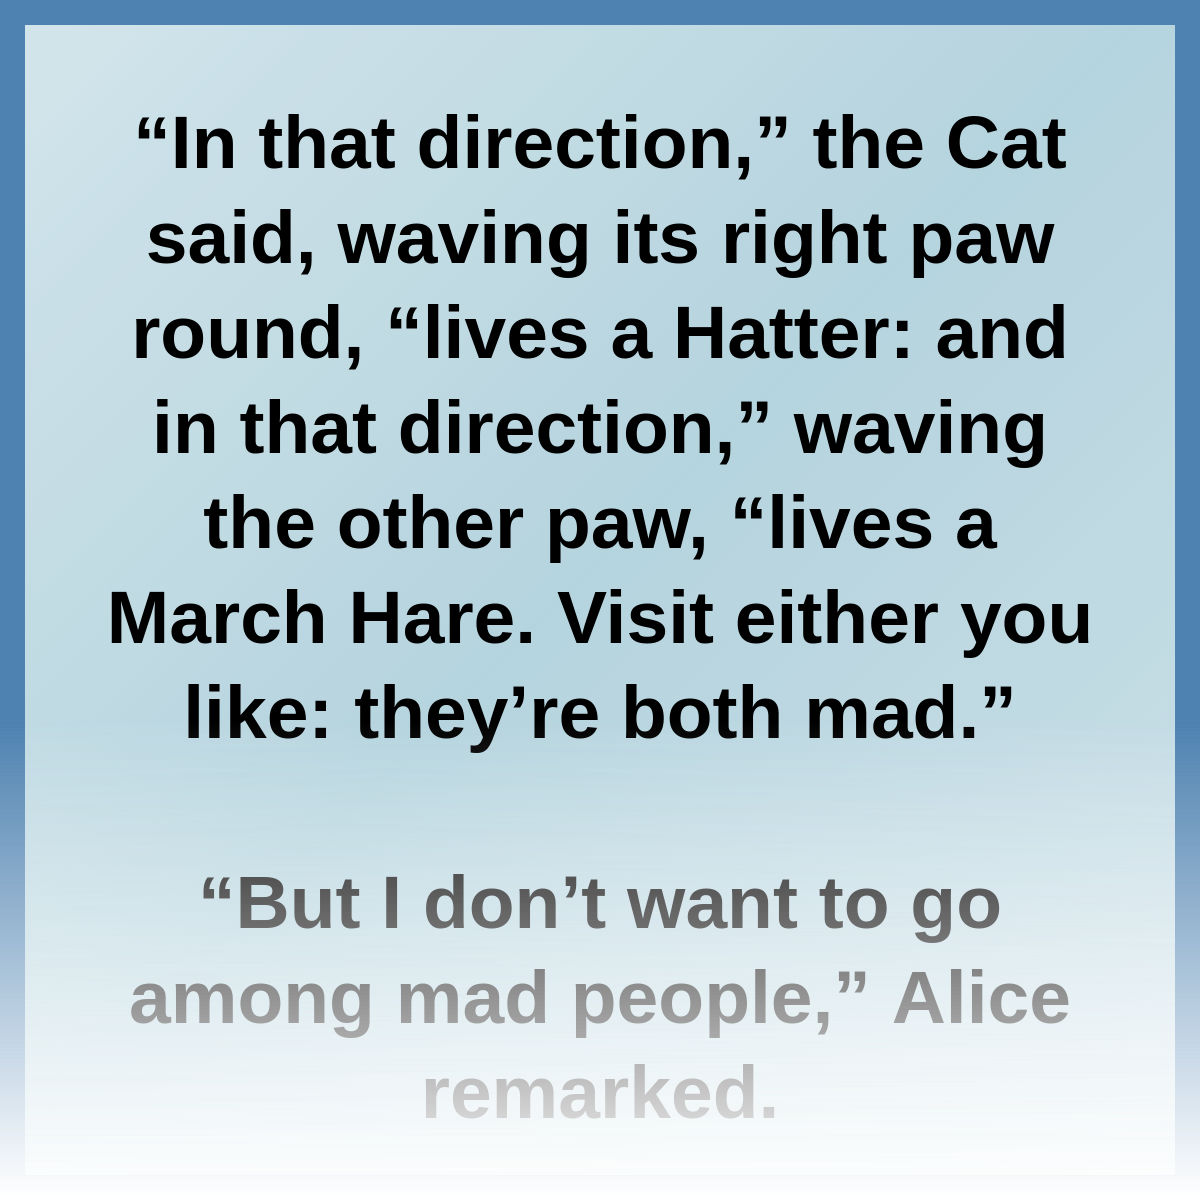 “In that direction,” the Cat
said, waving its right paw
round, “lives a Hatter: and
in that direction,” waving
the other paw, “lives a
March Hare. Visit either you
like: they’re both mad.”
“But I don’t want to go
among mad people,” Alice
remarked.